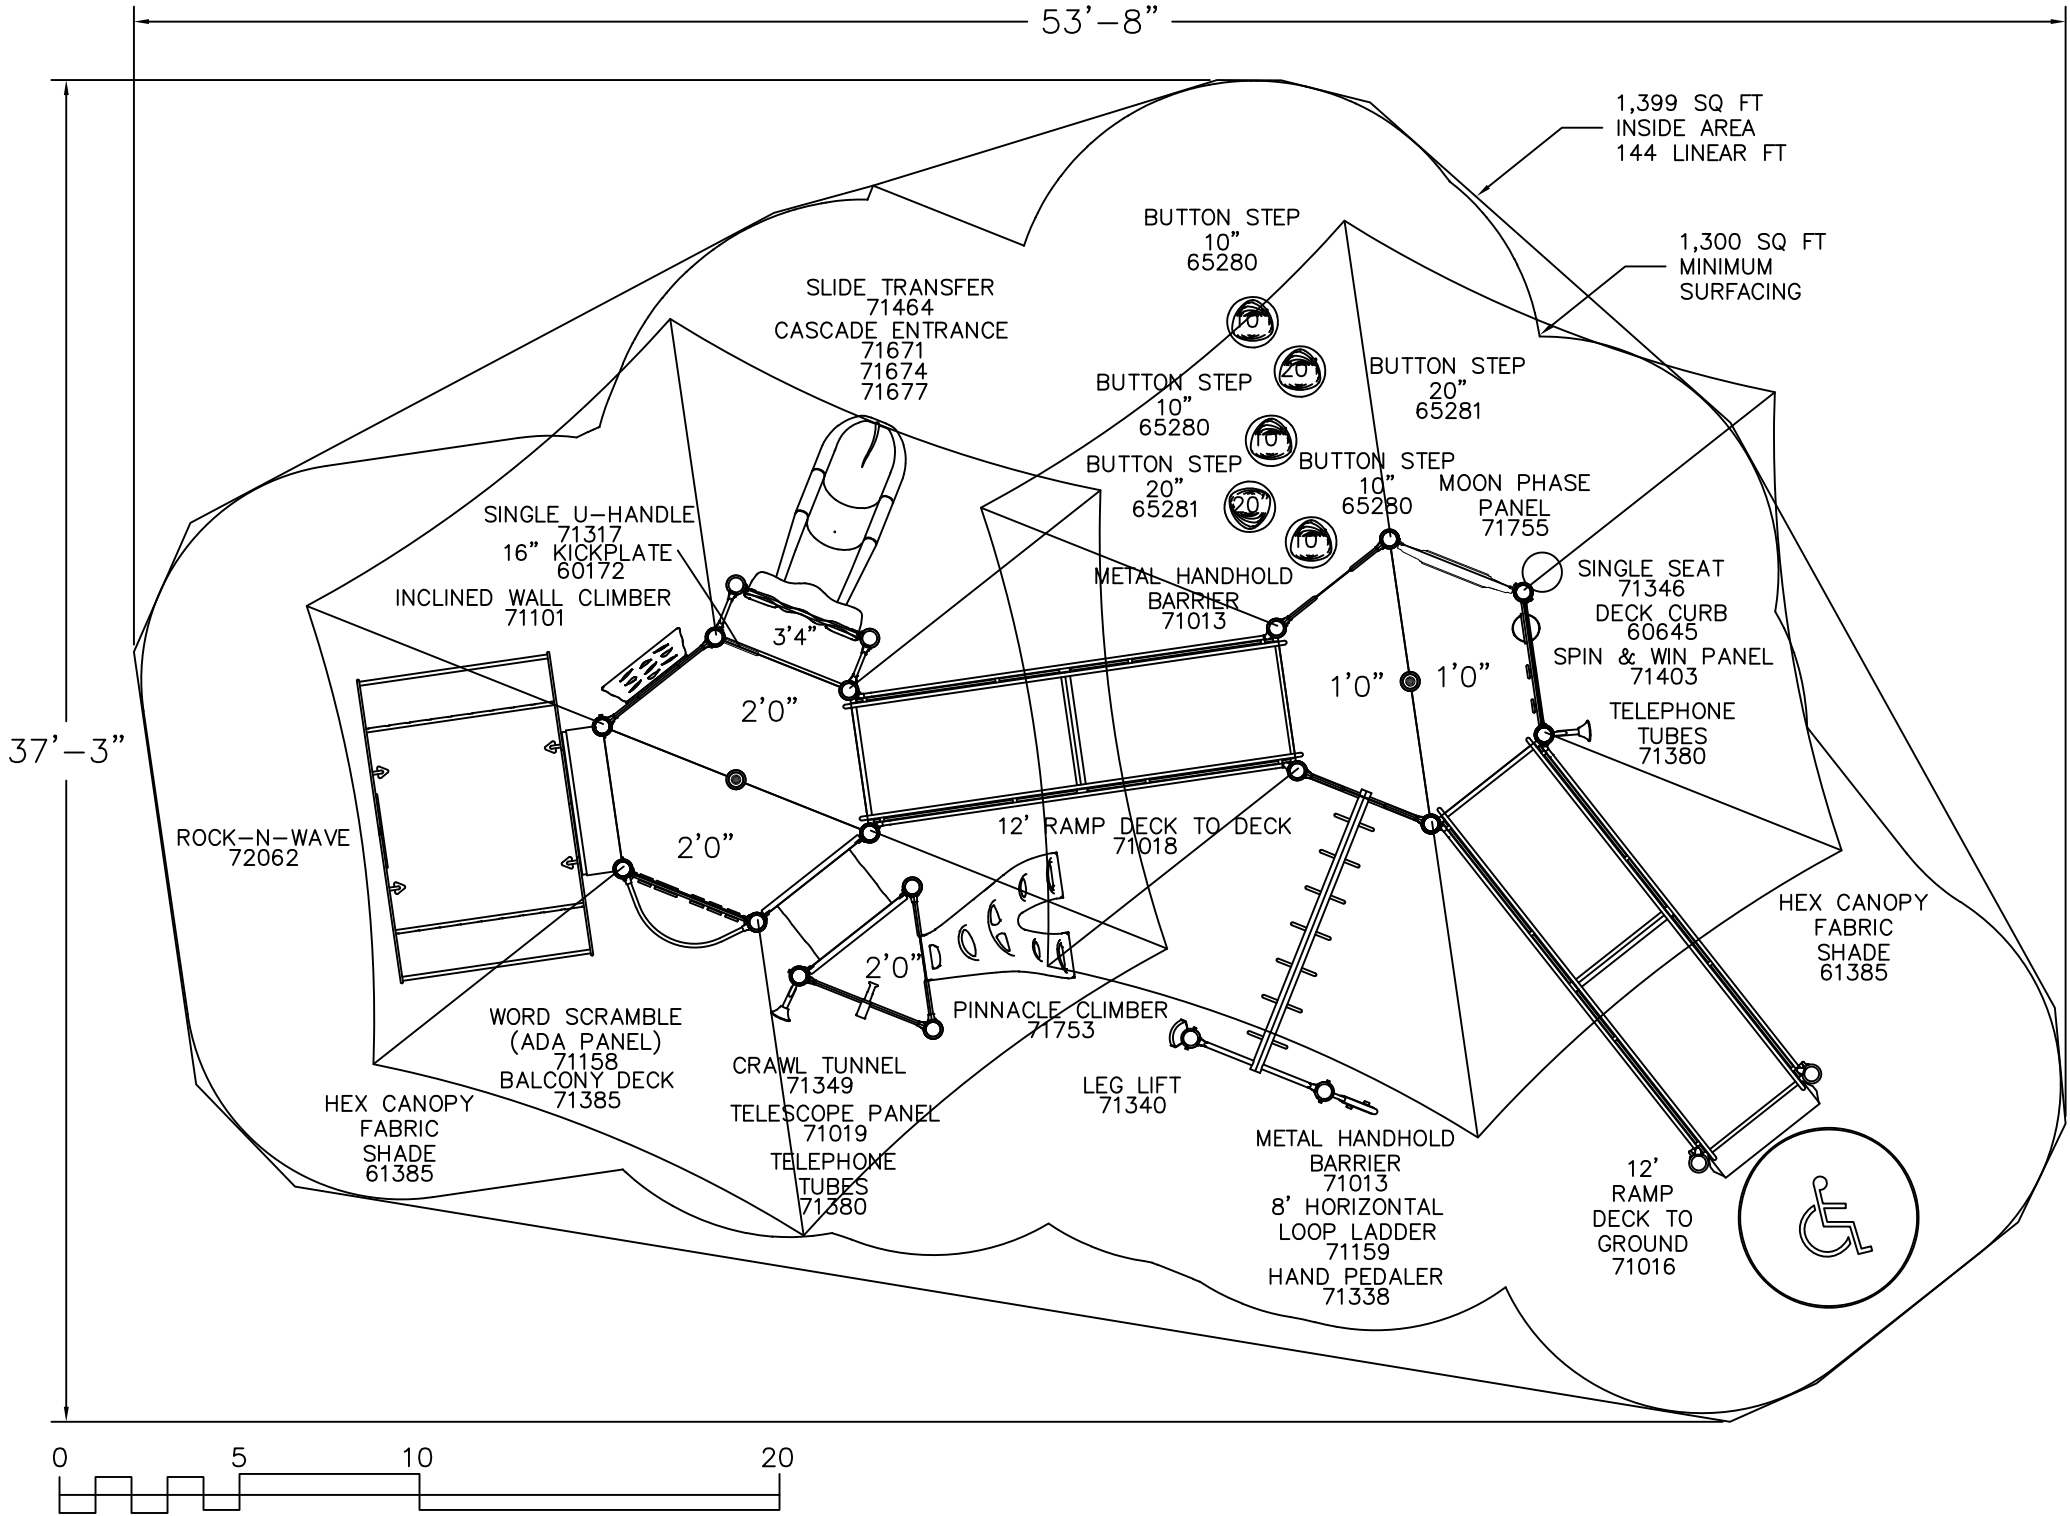 53'-8"
1,399 SQ FT
INSIDE AREA
144 LINEAR FT
BUTTON STEP
10"
65280
1,300 SQ FT
MINIMUM
SURFACING
SLIDE TRANSFER
71464
CASCADE ENTRANCE
71671
71674
71677
10"
20"
BUTTON STEP
20"
65281
BUTTON STEP
10"
65280
10"
BUTTON STEP
20"
65281
BUTTON STEP
10"
65280
20"
10"
MOON PHASE
PANEL
71755
SINGLE U-HANDLE
71317
16" KICKPLATE
60172
INCLINED WALL CLIMBER
71101
METAL HANDHOLD
BARRIER
71013
SINGLE SEAT
71346
DECK CURB
60645
SPIN & WIN PANEL
71403
3'4"
2'0"
1'0"
1'0"
TELEPHONE
TUBES
71380
37'-3"
ROCK-N-WAVE
72062
2'0"
12' RAMP DECK TO DECK
71018
2'0"
HEX CANOPY
FABRIC
SHADE
61385
PINNACLE CLIMBER
71753
WORD SCRAMBLE
(ADA PANEL)
71158
BALCONY DECK
71385
CRAWL TUNNEL
71349
TELESCOPE PANEL
71019
TELEPHONE
TUBES
71380
LEG LIFT
71340
HEX CANOPY
FABRIC
SHADE
61385
METAL HANDHOLD
BARRIER
71013
8' HORIZONTAL
LOOP LADDER
71159
HAND PEDALER
71338
12'
RAMP
DECK TO
GROUND
71016
0 5 10 20